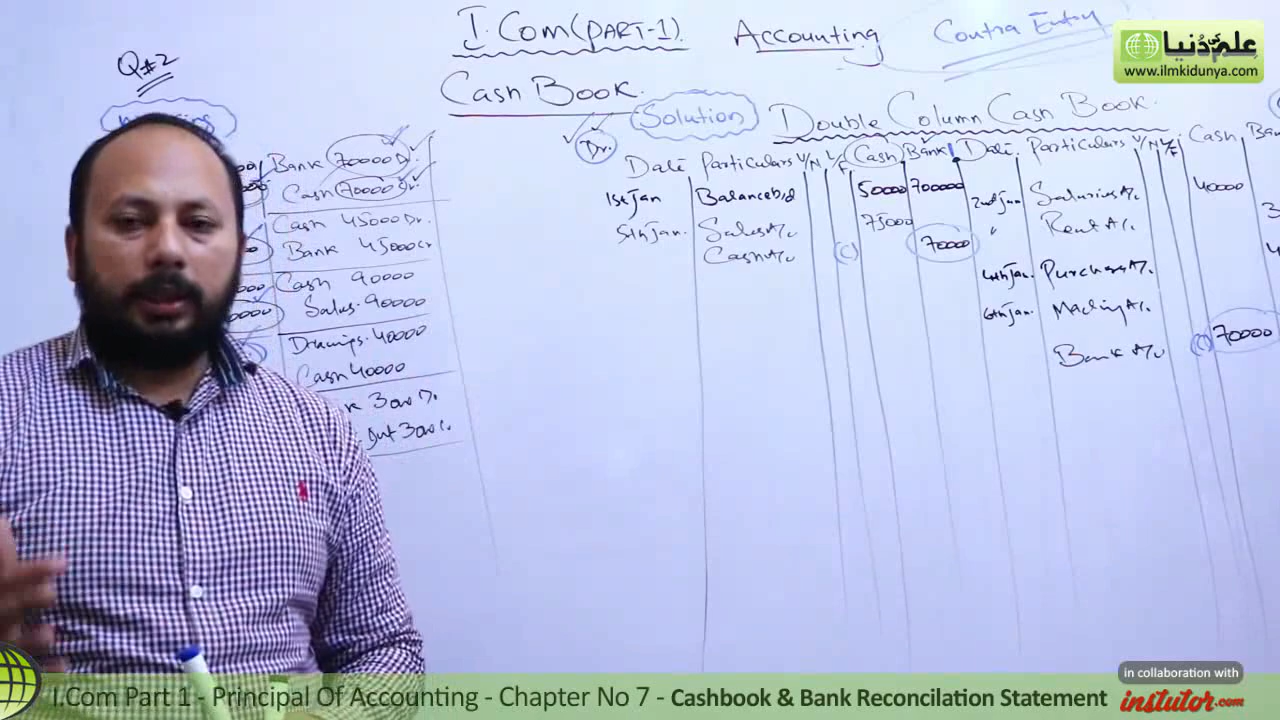 I.Com (PART-1) Accounting Contra Entry
علم کی دنیا
www.ilmkidunya.com
Q#2
Cash Book.
Solution
Double Column Cash Book.
Dr.
Date Particulars V/N L/F Cash Bank Date Particulars V/N L/F Cash
1st Jan Balance b/d 50000 700000 2nd Jan Salaries A/c 40000
5th Jan. Sales A/c 75000 " Rent A/c.
Cash A/c (C) 70000 4th Jan. Purchases A/c.
6th Jan. A/c.
Bank A/c (C) 70000
Bank 70000 Dr.
Cash 70000
Cash 45000 Dr.
Bank 45000 Cr
Cash 90000
Sales. 90000
Drawings. 40000
Cash 40000
I.Com Part 1 - Principal Of Accounting - Chapter No 7 - Cashbook & Bank Reconcilation Statement
in collaboration with
instutor.com